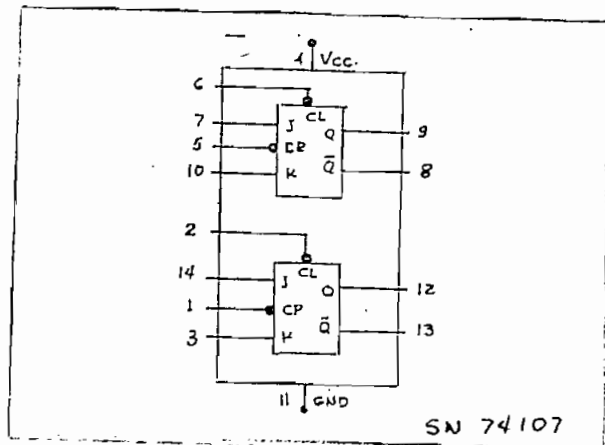 4 VCC.
6
CL
7 J Q 9
5 CP
10 K Q̅ 8
2
CL
14 J Q 12
1 CP
3 K Q̅ 13
11 GND
SN 74107